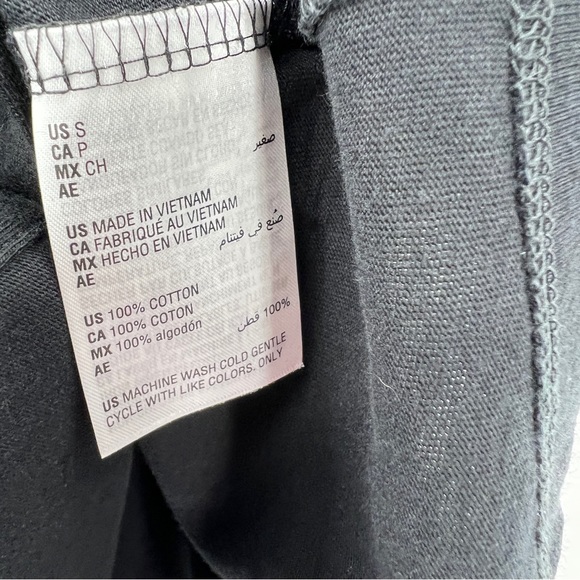 US S
CA P
MX CH
AE صغير
US MADE IN VIETNAM
CA FABRIQUÉ AU VIETNAM
MX HECHO EN VIETNAM
AE صُنع في فيتنام
US 100% COTTON
CA 100% COTON
MX 100% algodón
AE 100% قطن
US MACHINE WASH COLD GENTLE
CYCLE WITH LIKE COLORS. ONLY